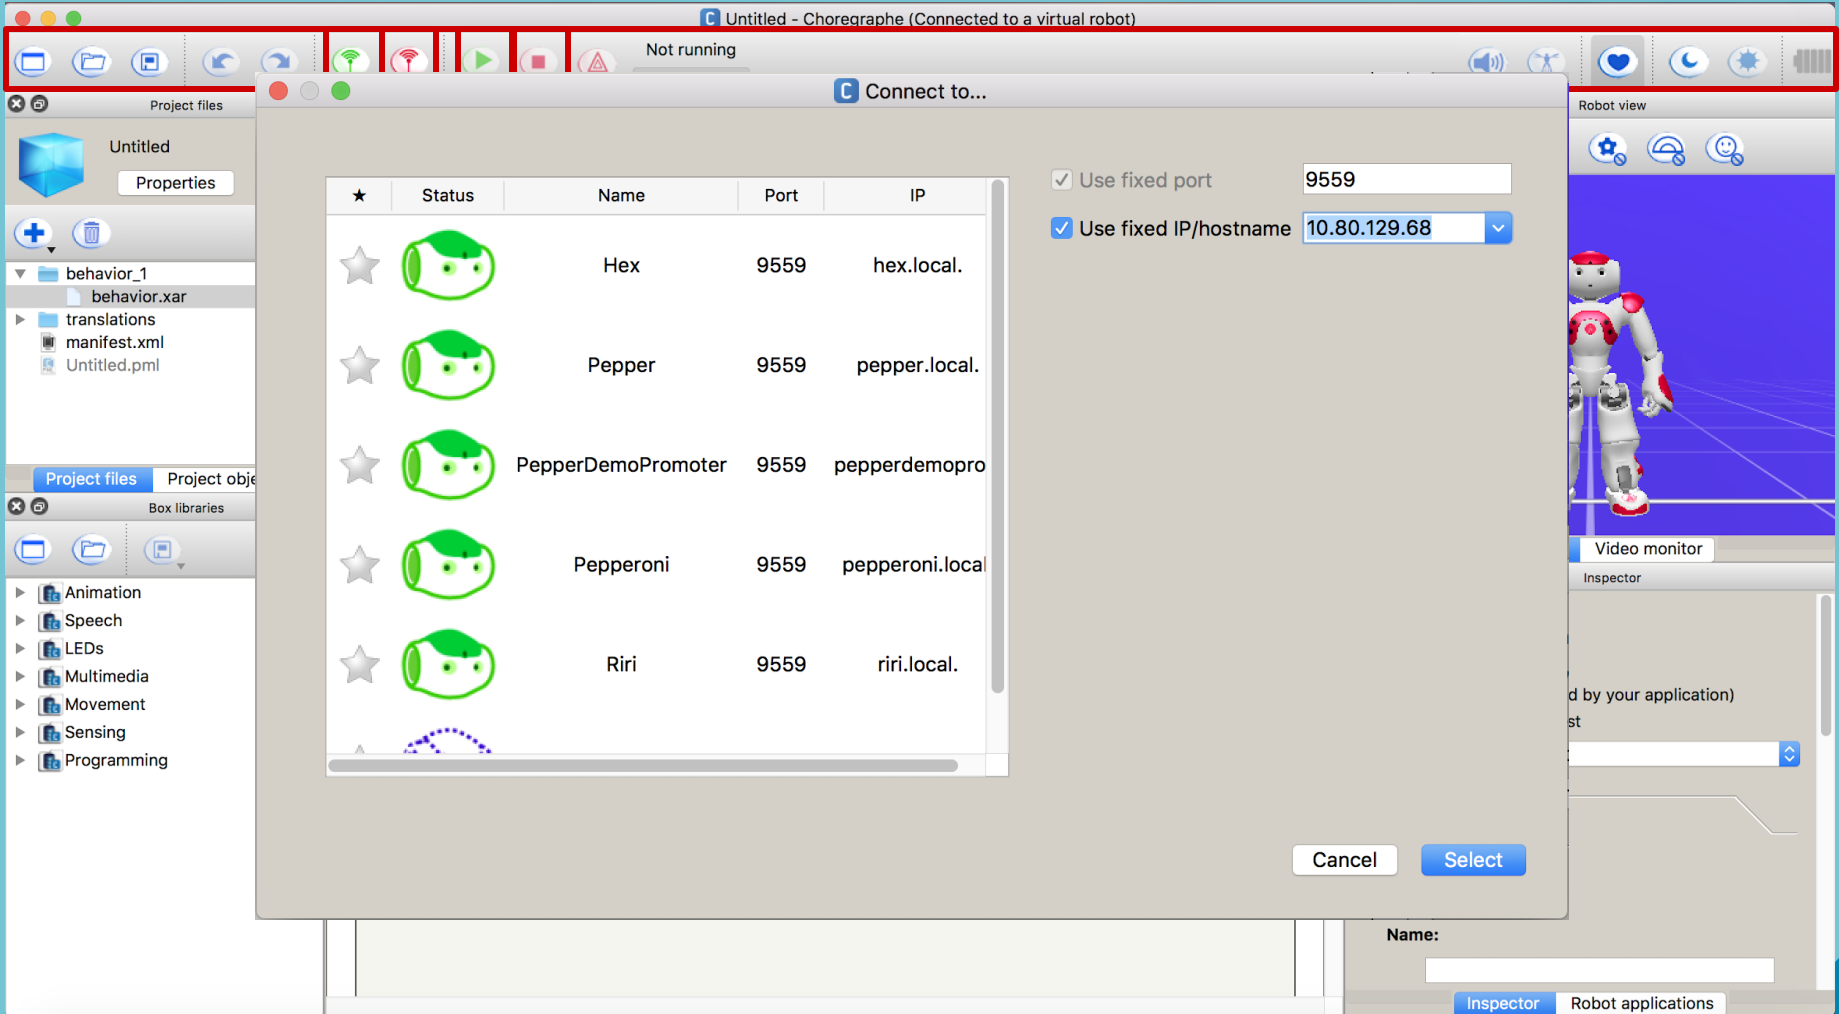 Untitled - Choregraphe (Connected to a virtual robot)
Not running
Project files
Untitled
Properties
behavior_1
behavior.xar
translations
manifest.xml
Untitled.pml
Project files
Project obje
Box libraries
Animation
Speech
LEDs
Multimedia
Movement
Sensing
Programming
Connect to...
★ Status Name Port IP
Hex 9559 hex.local.
Pepper 9559 pepper.local.
PepperDemoPromoter 9559 pepperdemopro
Pepperoni 9559 pepperoni.local
Riri 9559 riri.local.
Use fixed port 9559
Use fixed IP/hostname 10.80.129.68
Cancel Select
Robot view
Video monitor
Inspector
d by your application)
st
Name:
Inspector Robot applications